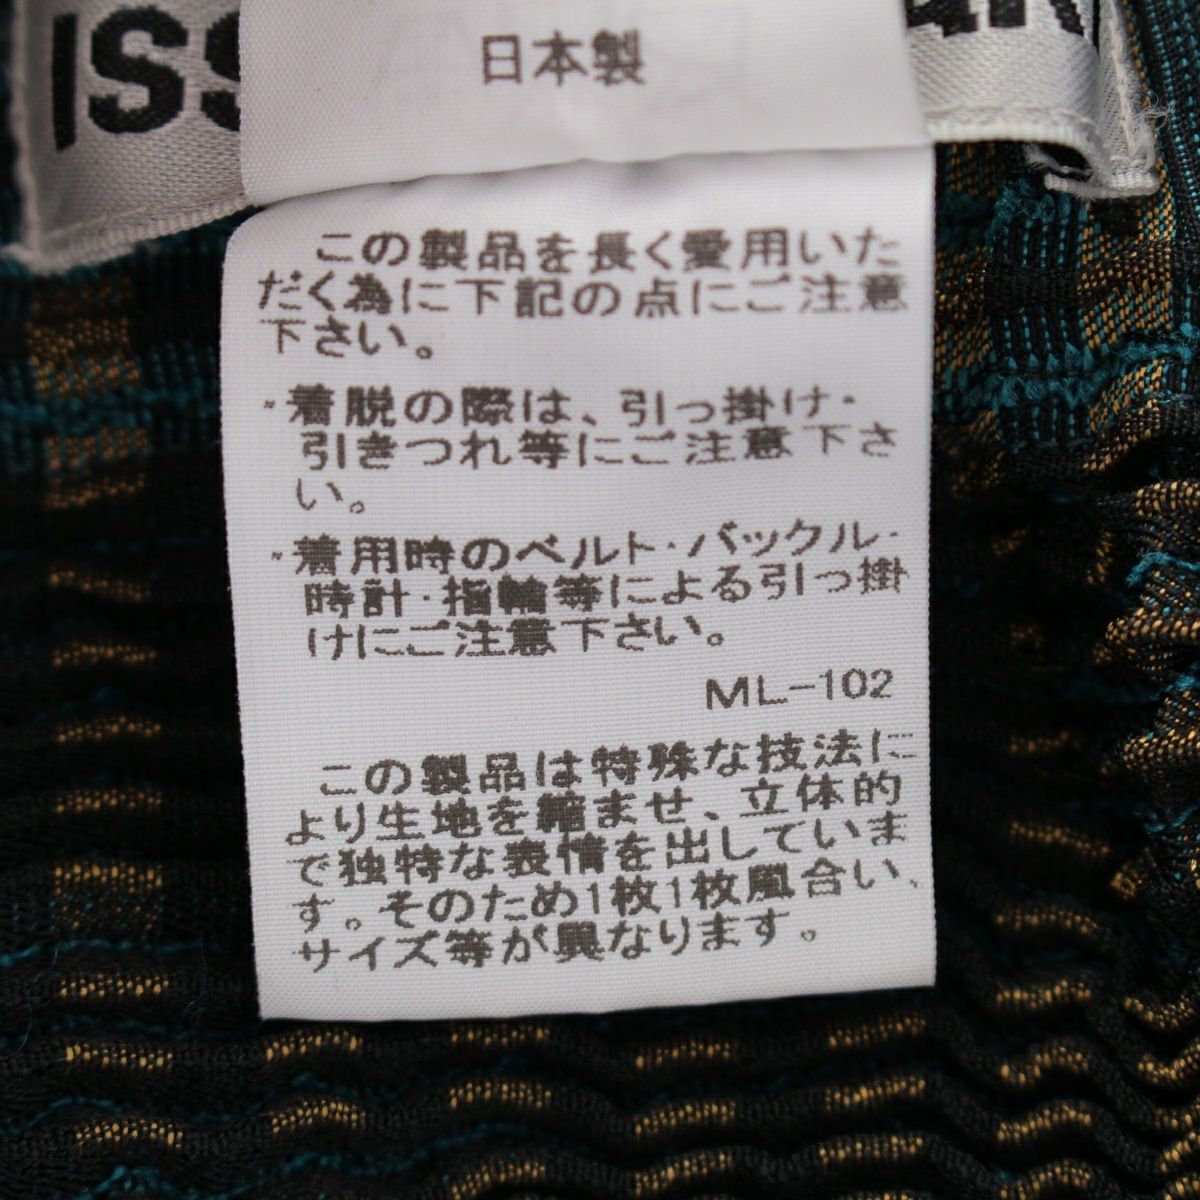 ISS
日本製
この製品を長く愛用いた
だく為に下記の点にご注意
下さい。
・着脱の際は、引っ掛け・
引きつれ等にご注意下さ
い。
・着用時のベルト・バックル・
時計・指輪等による引っ掛
けにご注意下さい。
ML-102
この製品は特殊な技法に
より生地を縮ませ、立体的
で独特な表情を出していま
す。そのため1枚1枚風合い、
サイズ等が異なります。